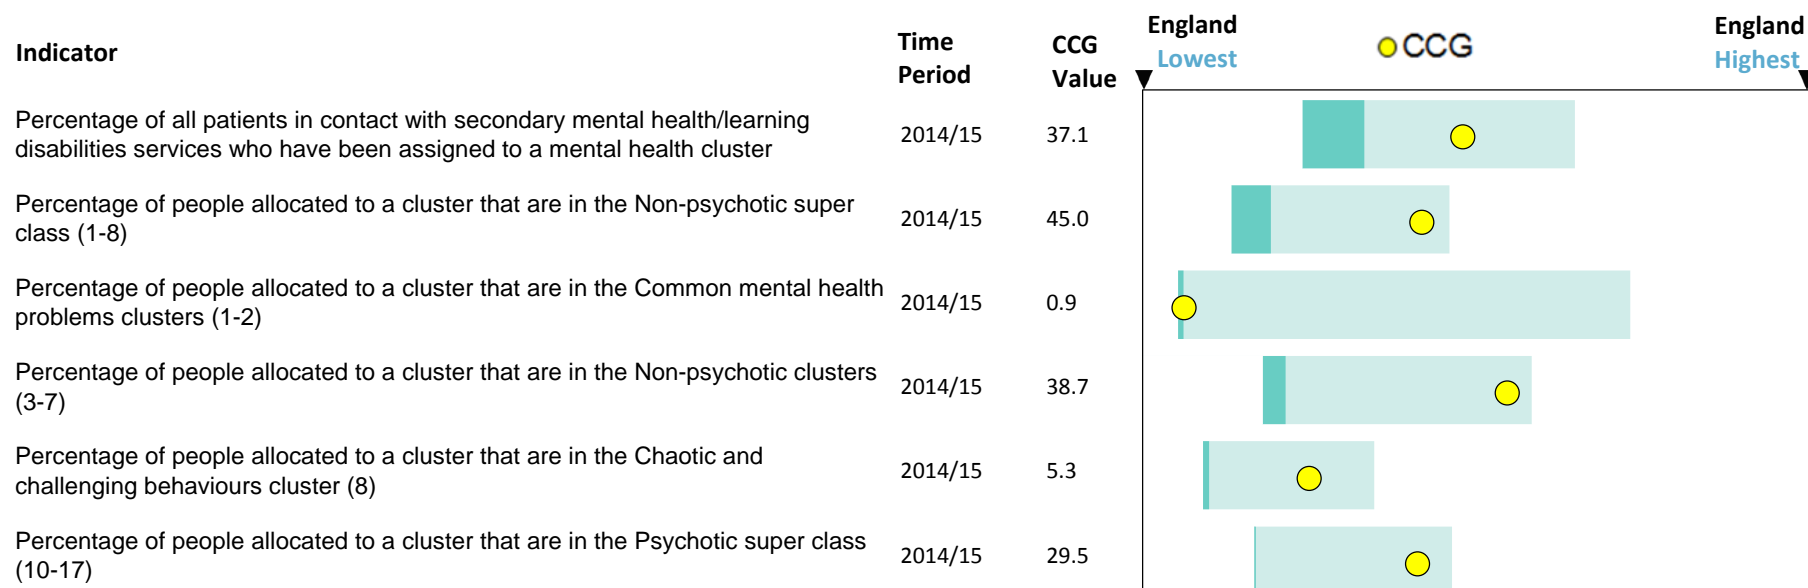 Indicator
Time
Period
CCG
Value
England
Lowest
CCG
England
Highest
Percentage of all patients in contact with secondary mental health/learning
disabilities services who have been assigned to a mental health cluster
2014/15
37.1
Percentage of people allocated to a cluster that are in the Non-psychotic super
class (1-8)
2014/15
45.0
Percentage of people allocated to a cluster that are in the Common mental health
problems clusters (1-2)
2014/15
0.9
Percentage of people allocated to a cluster that are in the Non-psychotic clusters
(3-7)
2014/15
38.7
Percentage of people allocated to a cluster that are in the Chaotic and
challenging behaviours cluster (8)
2014/15
5.3
Percentage of people allocated to a cluster that are in the Psychotic super class
(10-17)
2014/15
29.5